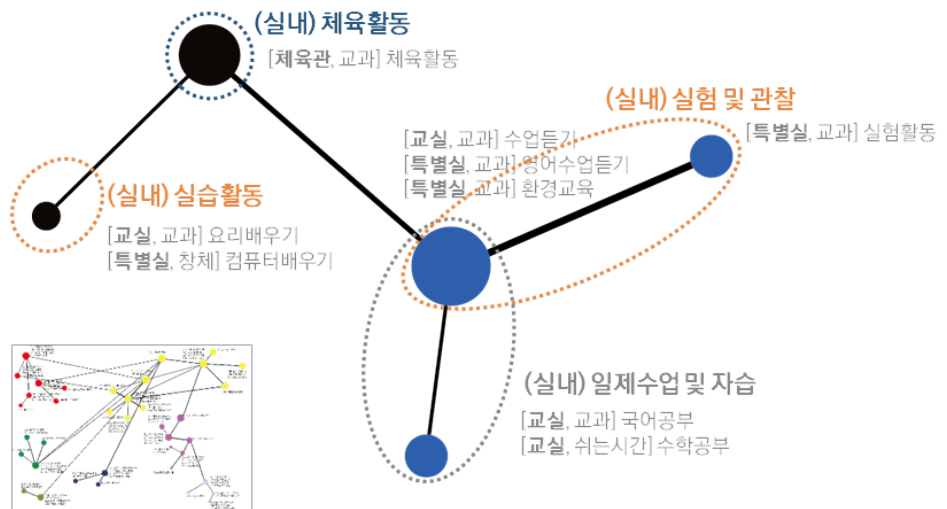 (실내) 체육활동
[체육관, 교과] 체육활동
(실내) 실험 및 관찰
[특별실, 교과] 실험활동
[교실, 교과] 수업듣기
[특별실, 교과] 영어수업듣기
[특별실, 교과] 환경교육
(실내) 실습활동
[교실, 교과] 요리배우기
[특별실, 창체] 컴퓨터배우기
(실내) 일제수업 및 자습
[교실, 교과] 국어공부
[교실, 쉬는시간] 수학공부